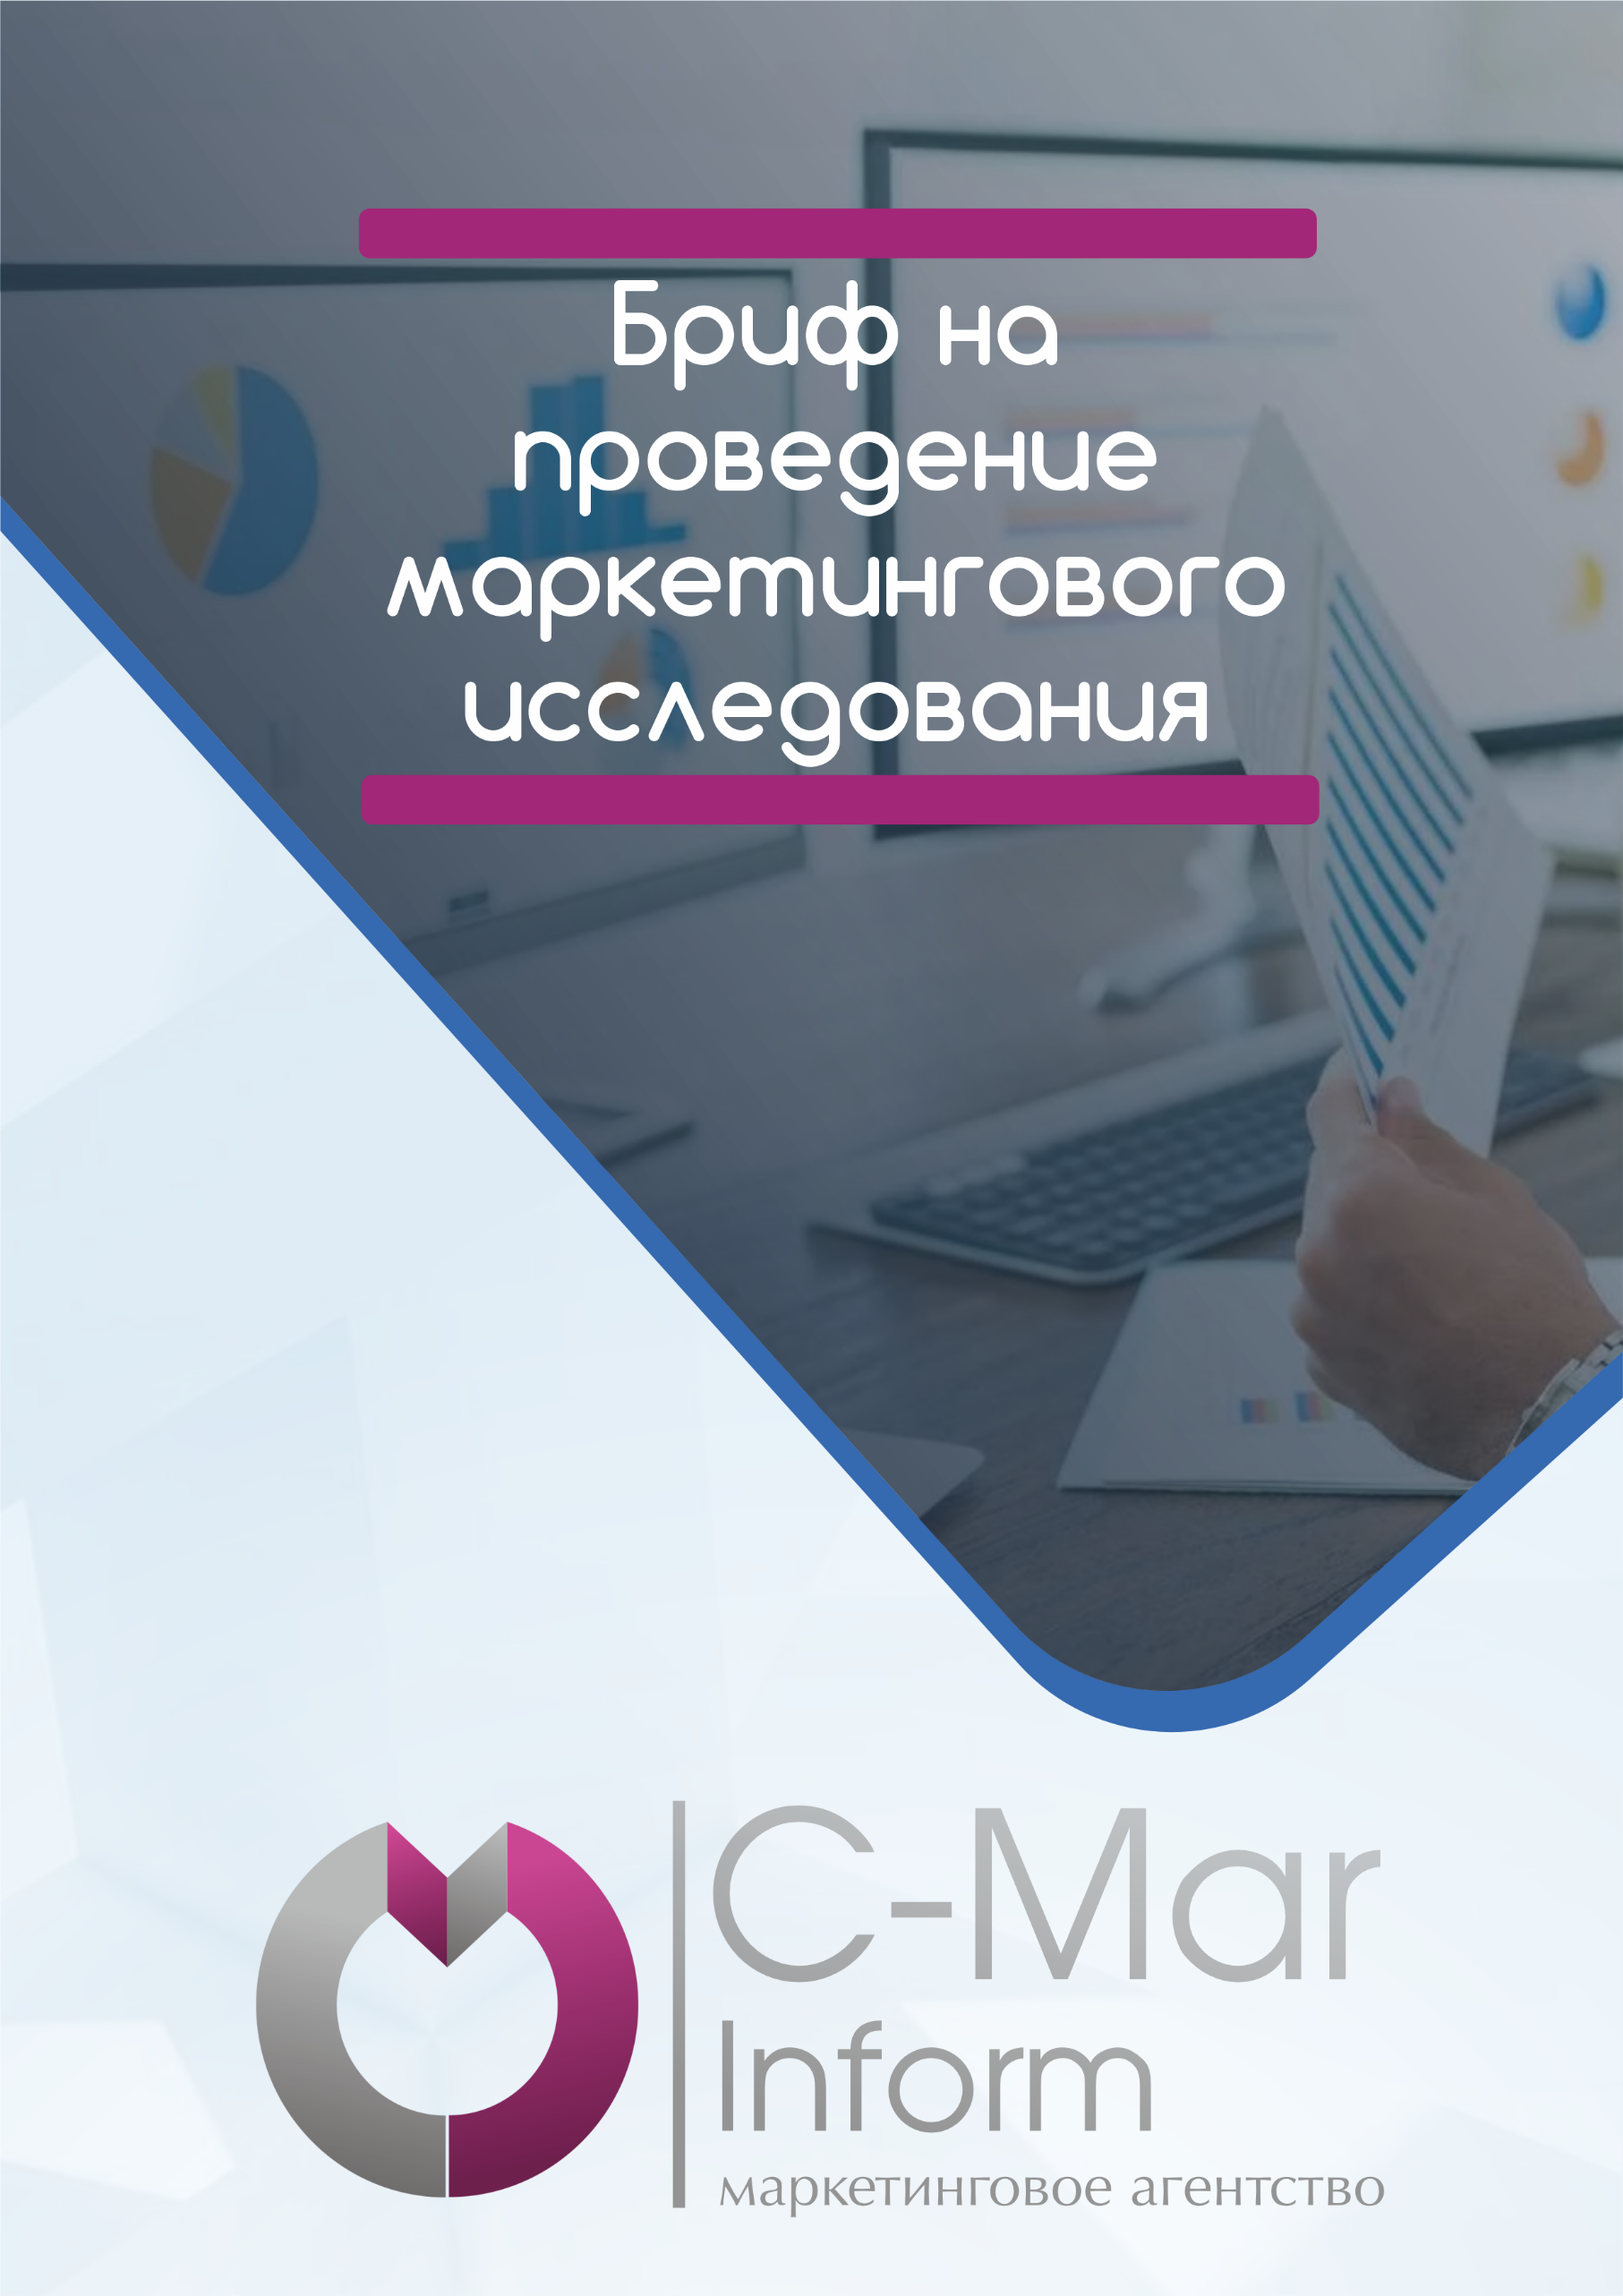 Бриф на
проведение
маркетингового
исследования
C-Mar
Inform
маркетинговое агентство